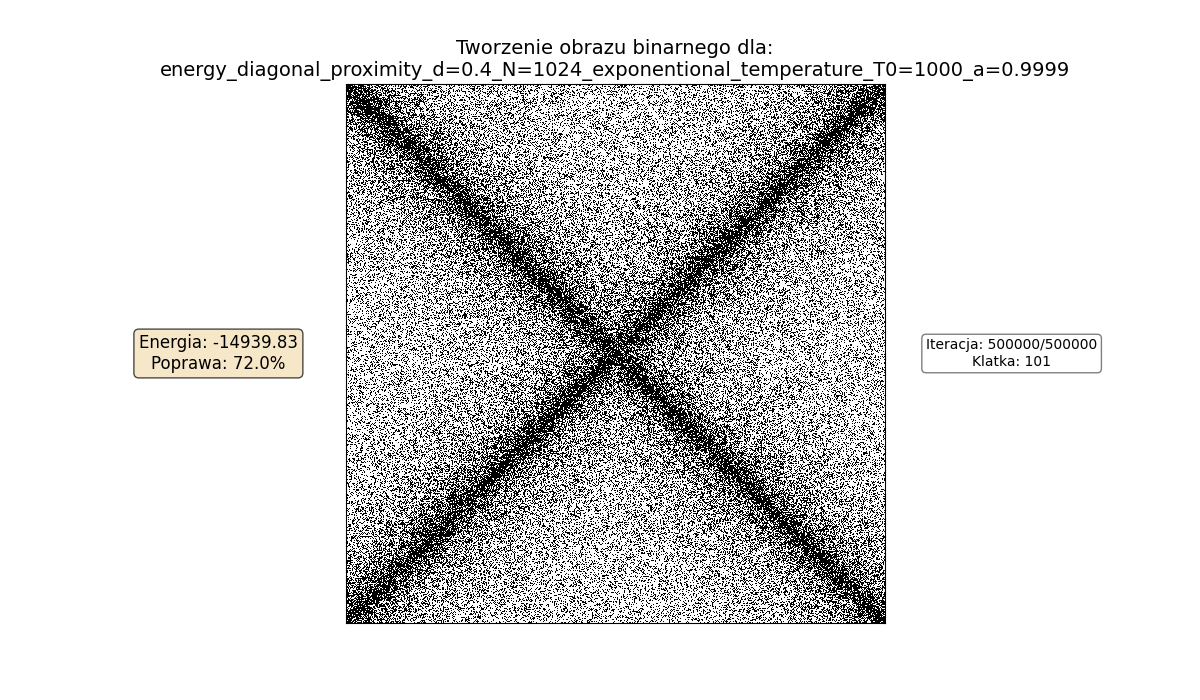 Tworzenie obrazu binarnego dla:
energy_diagonal_proximity_d=0.4_N=1024_exponentional_temperature_T0=1000_a=0.9999
Energia: -14939.83
Poprawa: 72.0%
Iteracja: 500000/500000
Klatka: 101